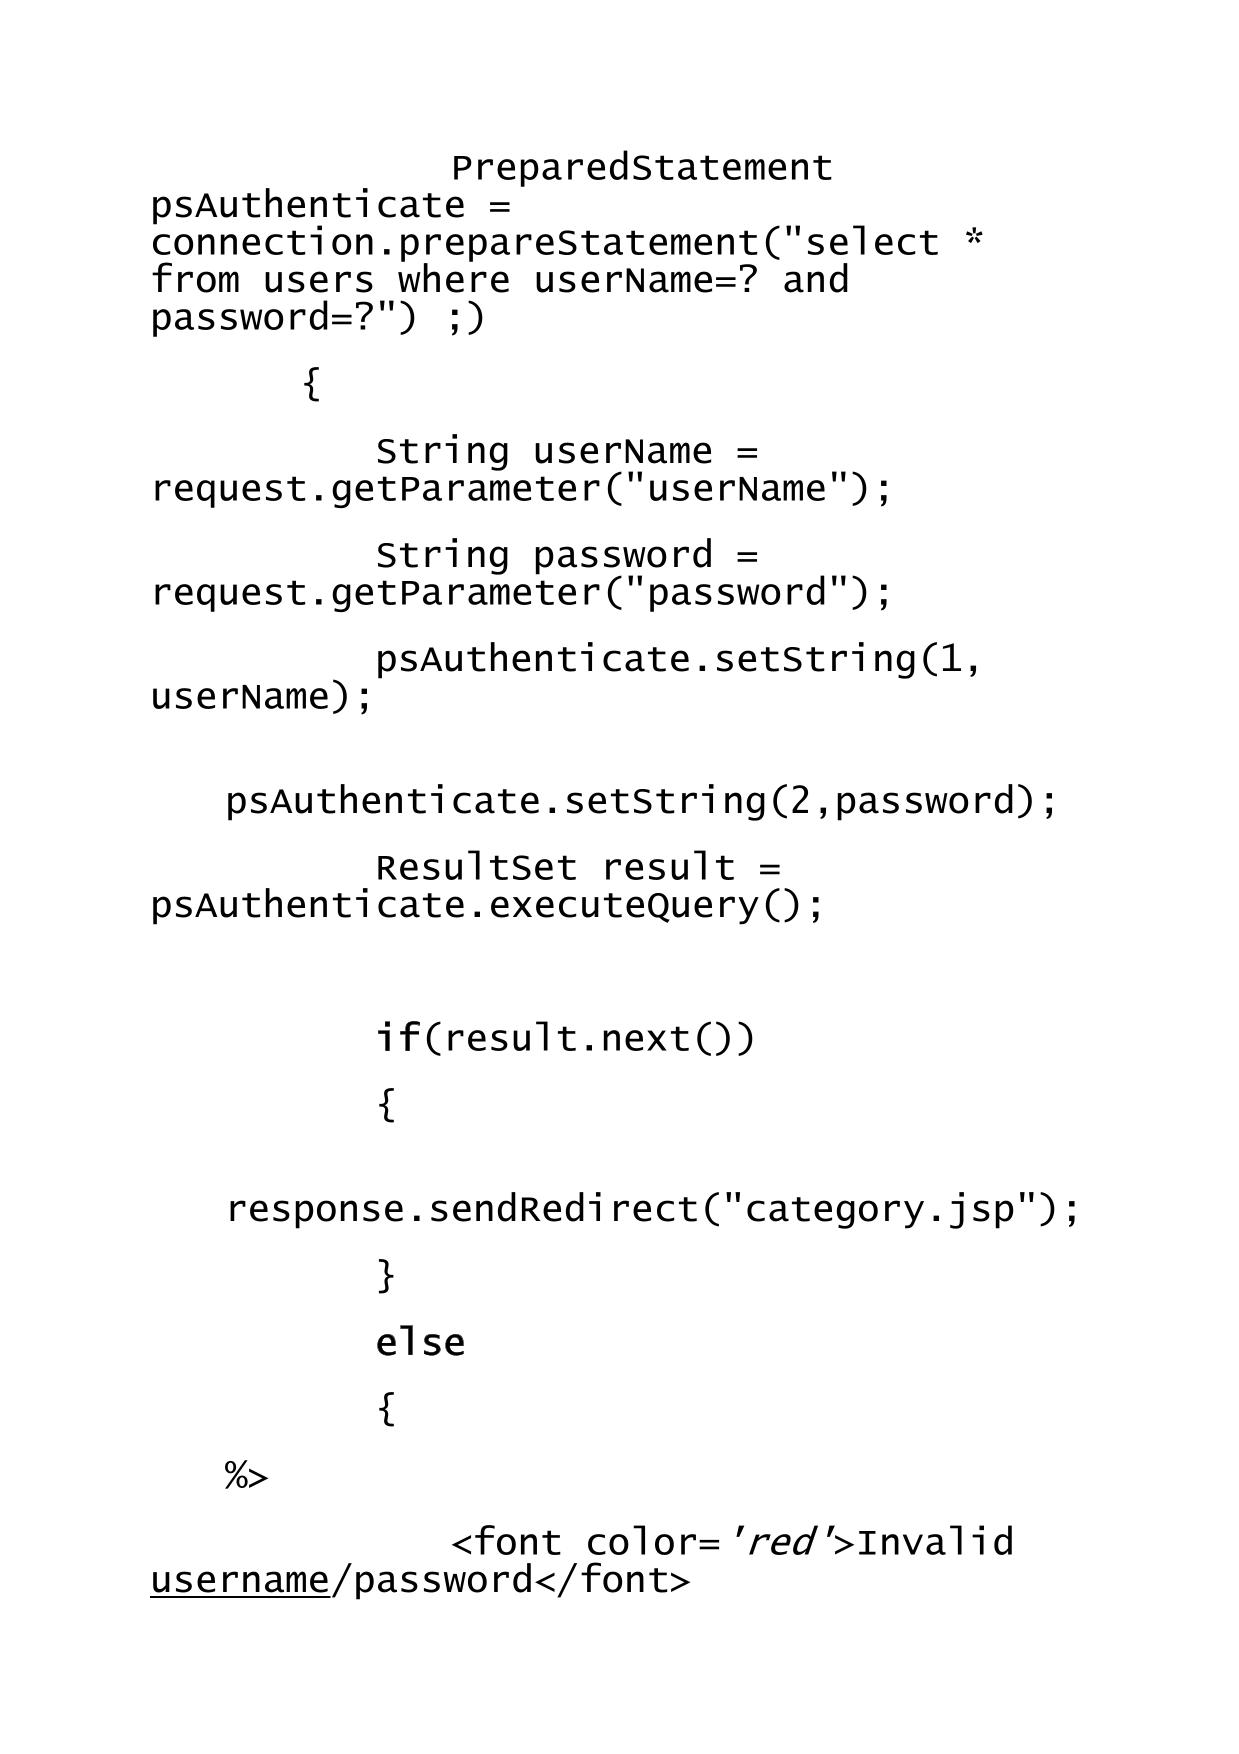 PreparedStatement
psAuthenticate =
connection.prepareStatement("select *
from users where userName=? and
password=?") ;)
{
String userName =
request.getParameter("userName");
String password =
request.getParameter("password");
psAuthenticate.setString(1,
userName);
psAuthenticate.setString(2,password);
ResultSet result =
psAuthenticate.executeQuery();
if(result.next())
{
response.sendRedirect("category.jsp");
}
else
{
%>
<font color='red'>Invalid
username/password</font>